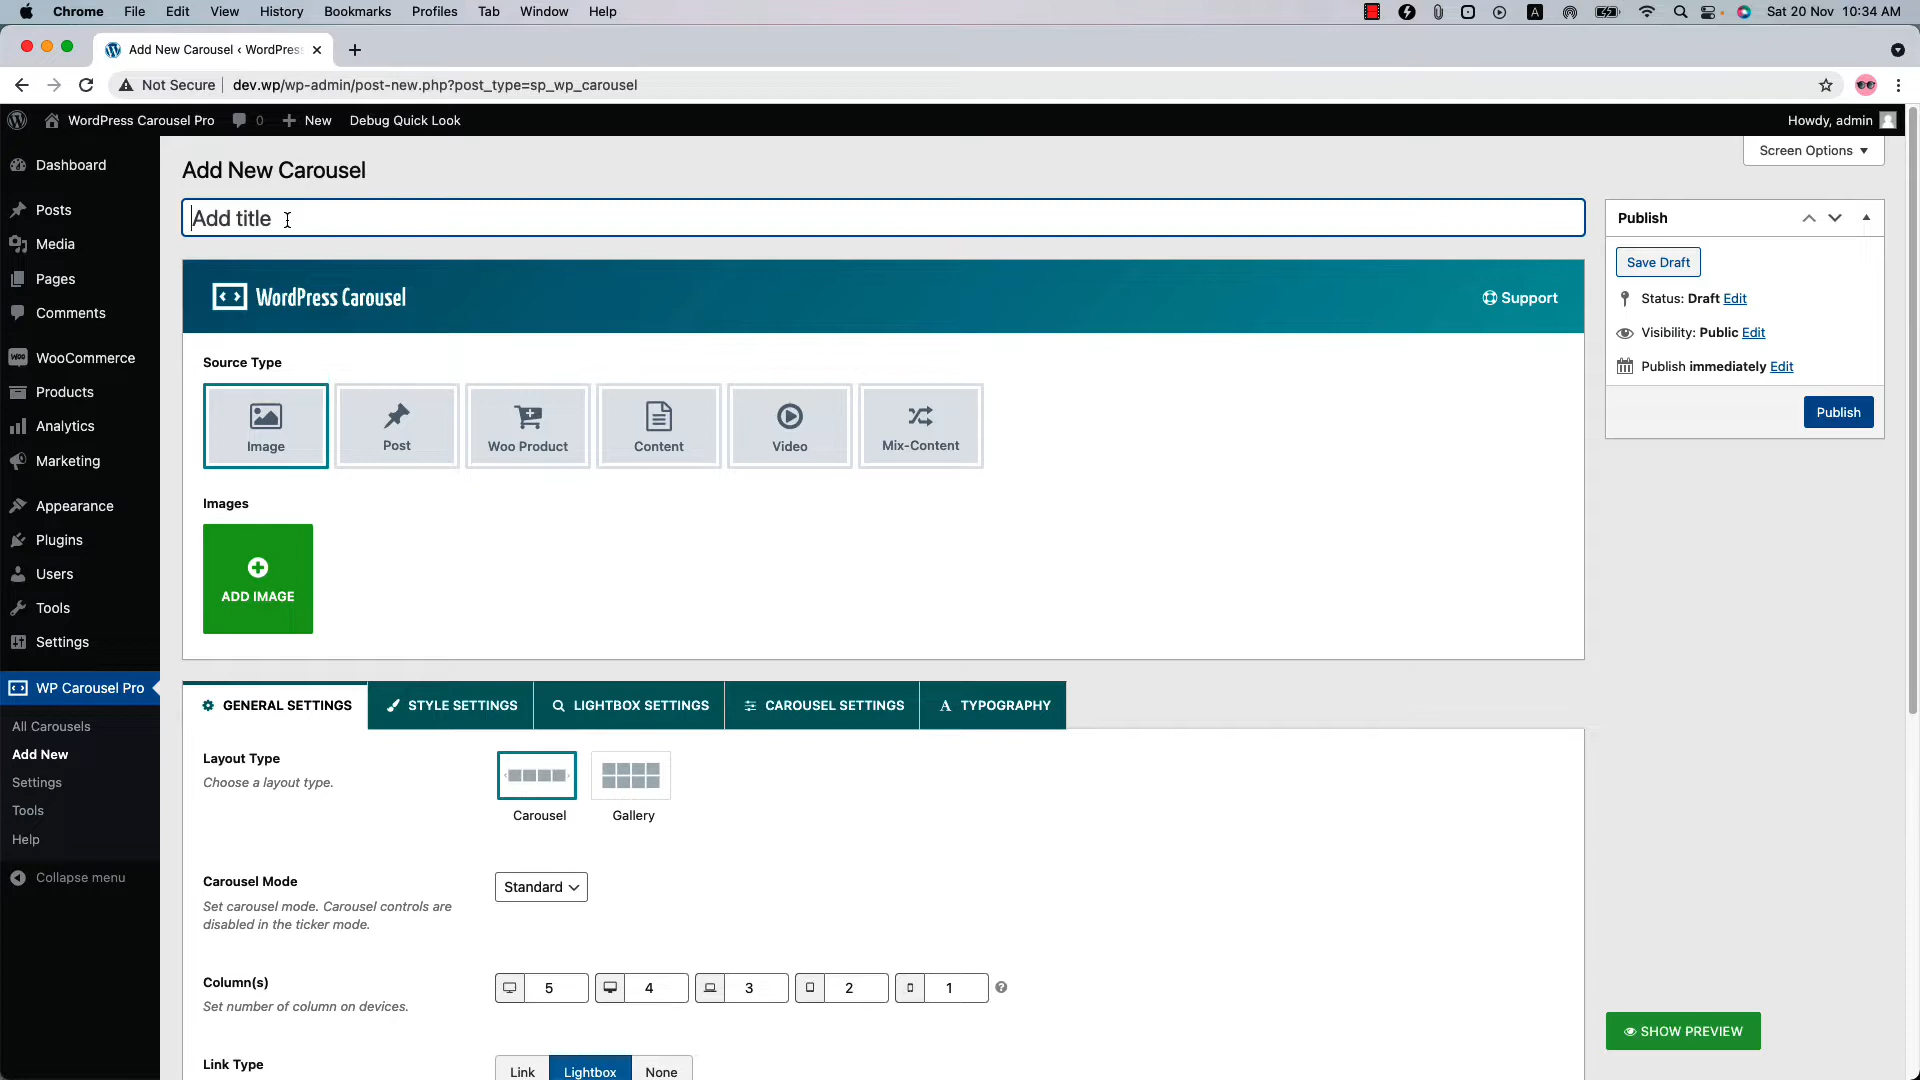 Chrome File Edit View History Bookmarks Profiles Tab Window Help A Sat 20 Nov 10:34 AM
Add New Carousel ‹ WordPres
Not Secure dev.wp/wp-admin/post-new.php?post_type=sp_wp_carousel
WordPress Carousel Pro 0 New Debug Quick Look Howdy, admin
Screen Options
Dashboard
Posts
Media
Pages
Comments
WooCommerce
Products
Analytics
Marketing
Appearance
Plugins
Users
Tools
Settings
WP Carousel Pro
All Carousels
Add New
Settings
Tools
Help
Collapse menu
Add New Carousel
Add title
WordPress Carousel Support
Source Type
Image Post Woo Product Content Video Mix-Content
Images
ADD IMAGE
GENERAL SETTINGS STYLE SETTINGS LIGHTBOX SETTINGS CAROUSEL SETTINGS A TYPOGRAPHY
Layout Type
Choose a layout type.
Carousel Gallery
Carousel Mode
Standard
Set carousel mode. Carousel controls are
disabled in the ticker mode.
Column(s)
5 4 3 2 1
Set number of column on devices.
Link Type
Link Lightbox None
Publish
Save Draft
Status: Draft Edit
Visibility: Public Edit
Publish immediately Edit
Publish
SHOW PREVIEW